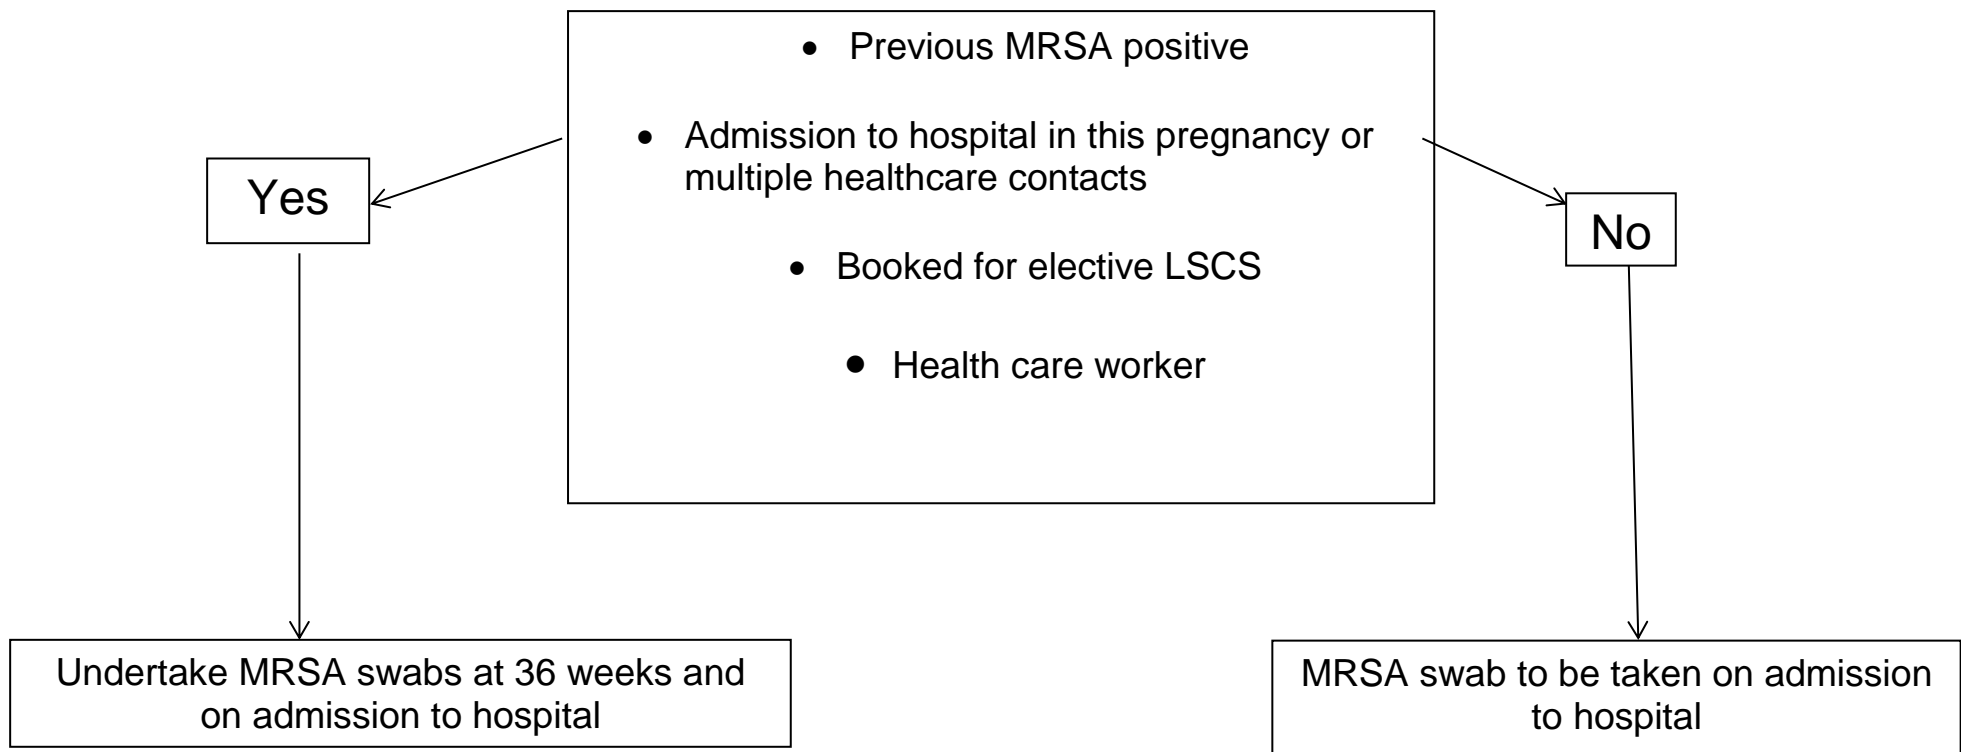 • Previous MRSA positive
• Admission to hospital in this pregnancy or
multiple healthcare contacts
• Booked for elective LSCS
• Health care worker
Yes
No
Undertake MRSA swabs at 36 weeks and
on admission to hospital
MRSA swab to be taken on admission
to hospital